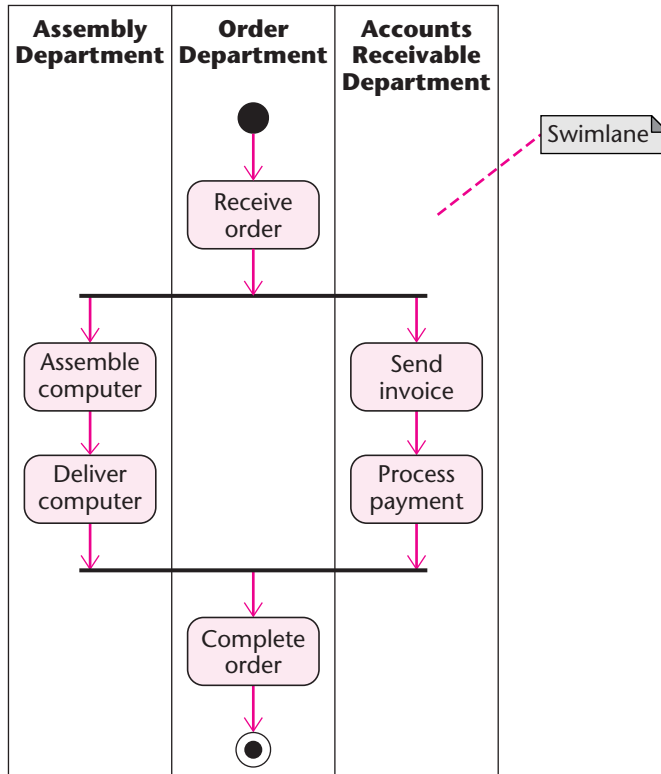 Assembly
Department
Order
Department
Accounts
Receivable
Department
Swimlane
Receive
order
Assemble
computer
Send
invoice
Deliver
computer
Process
payment
Complete
order